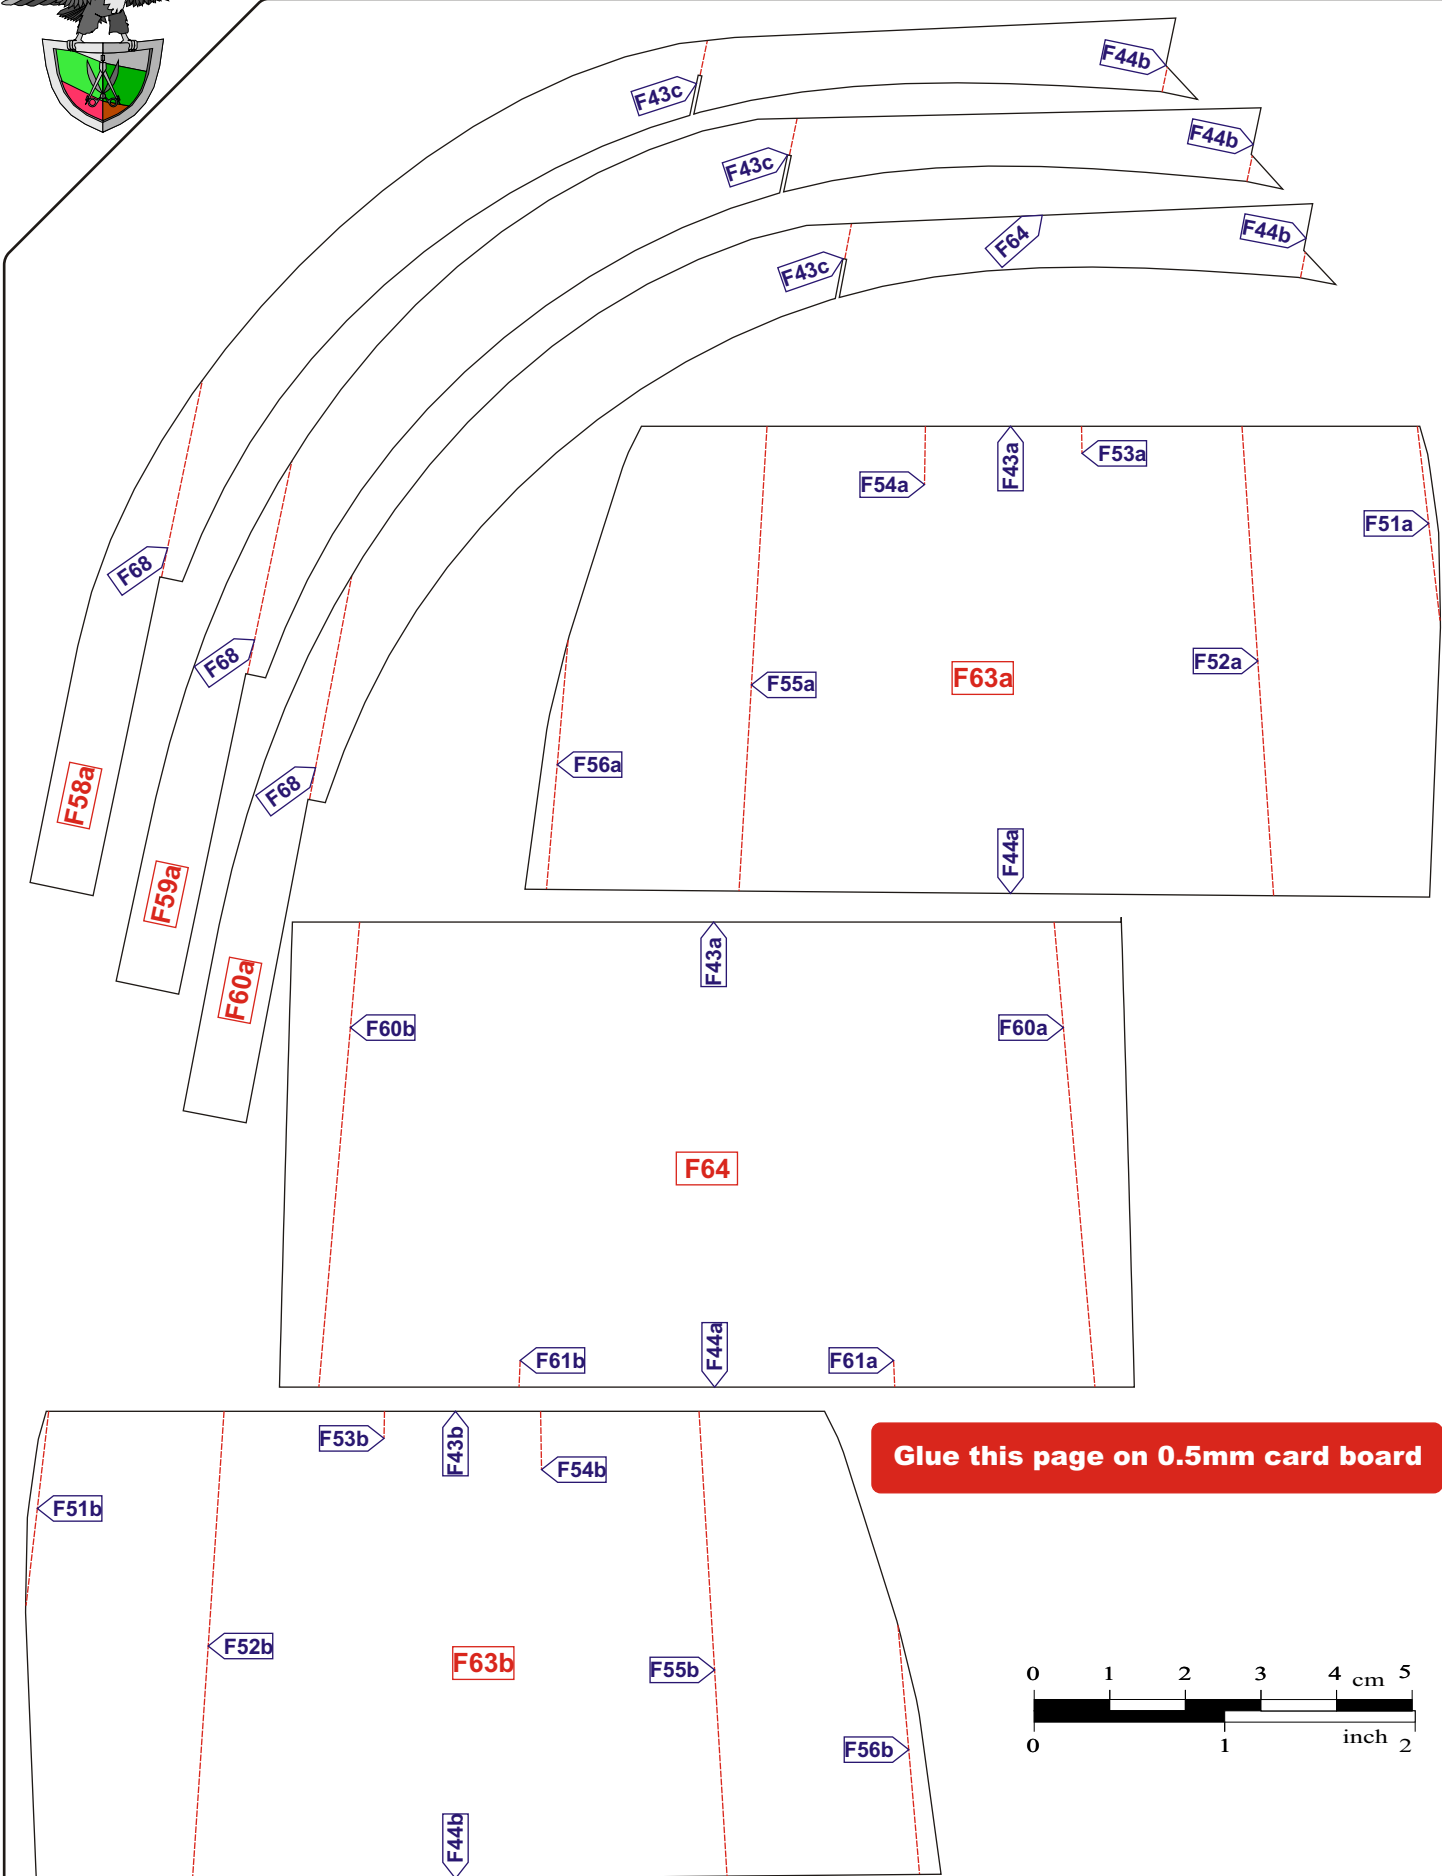 F44b
F43c
F44b
F43c
F64
F44b
F43c
F53a
F43a
F54a
F51a
F68
F68
F52a
F63a
F55a
F56a
F68
F58a
F44a
F59a
F43a
F60a
F60b
F60a
F64
F44a
F61b
F61a
F53b
F43b
F54b
Glue this page on 0.5mm card board
F51b
F52b
F63b
F55b
F56b
F44b
0 1 2 3 4 cm 5
0 1 inch 2